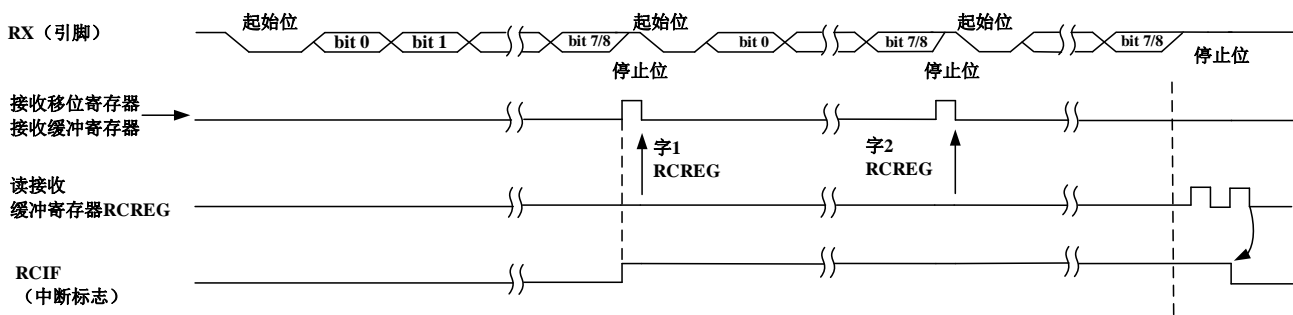 起始位
起始位
起始位
RX（引脚）
bit 0
bit 1
bit 7/8
bit 0
bit 7/8
bit 7/8
停止位
停止位
停止位
接收移位寄存器
接收缓冲寄存器
字1
RCREG
字2
RCREG
读接收
缓冲寄存器RCREG
RCIF
（中断标志）